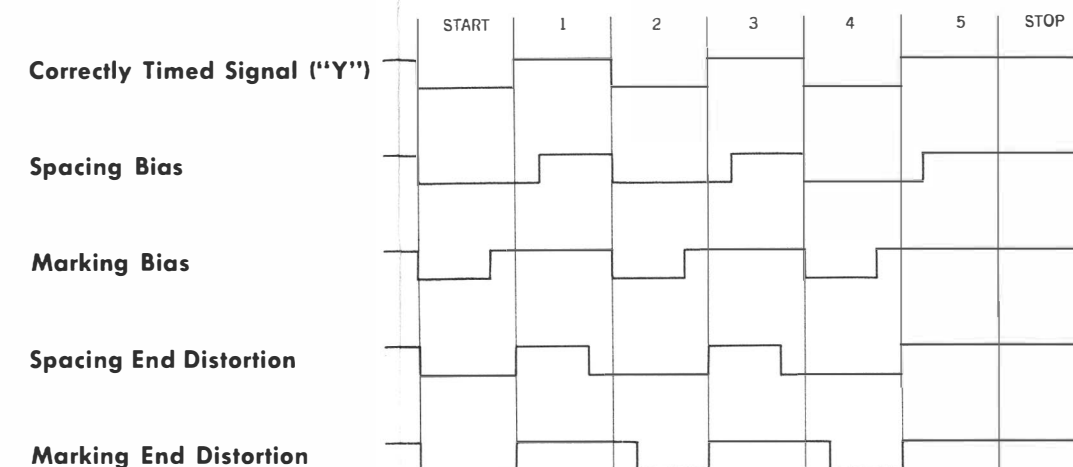 START 1 2 3 4 5 STOP
Correctly Timed Signal (“Y”)
Spacing Bias
Marking Bias
Spacing End Distortion
Marking End Distortion